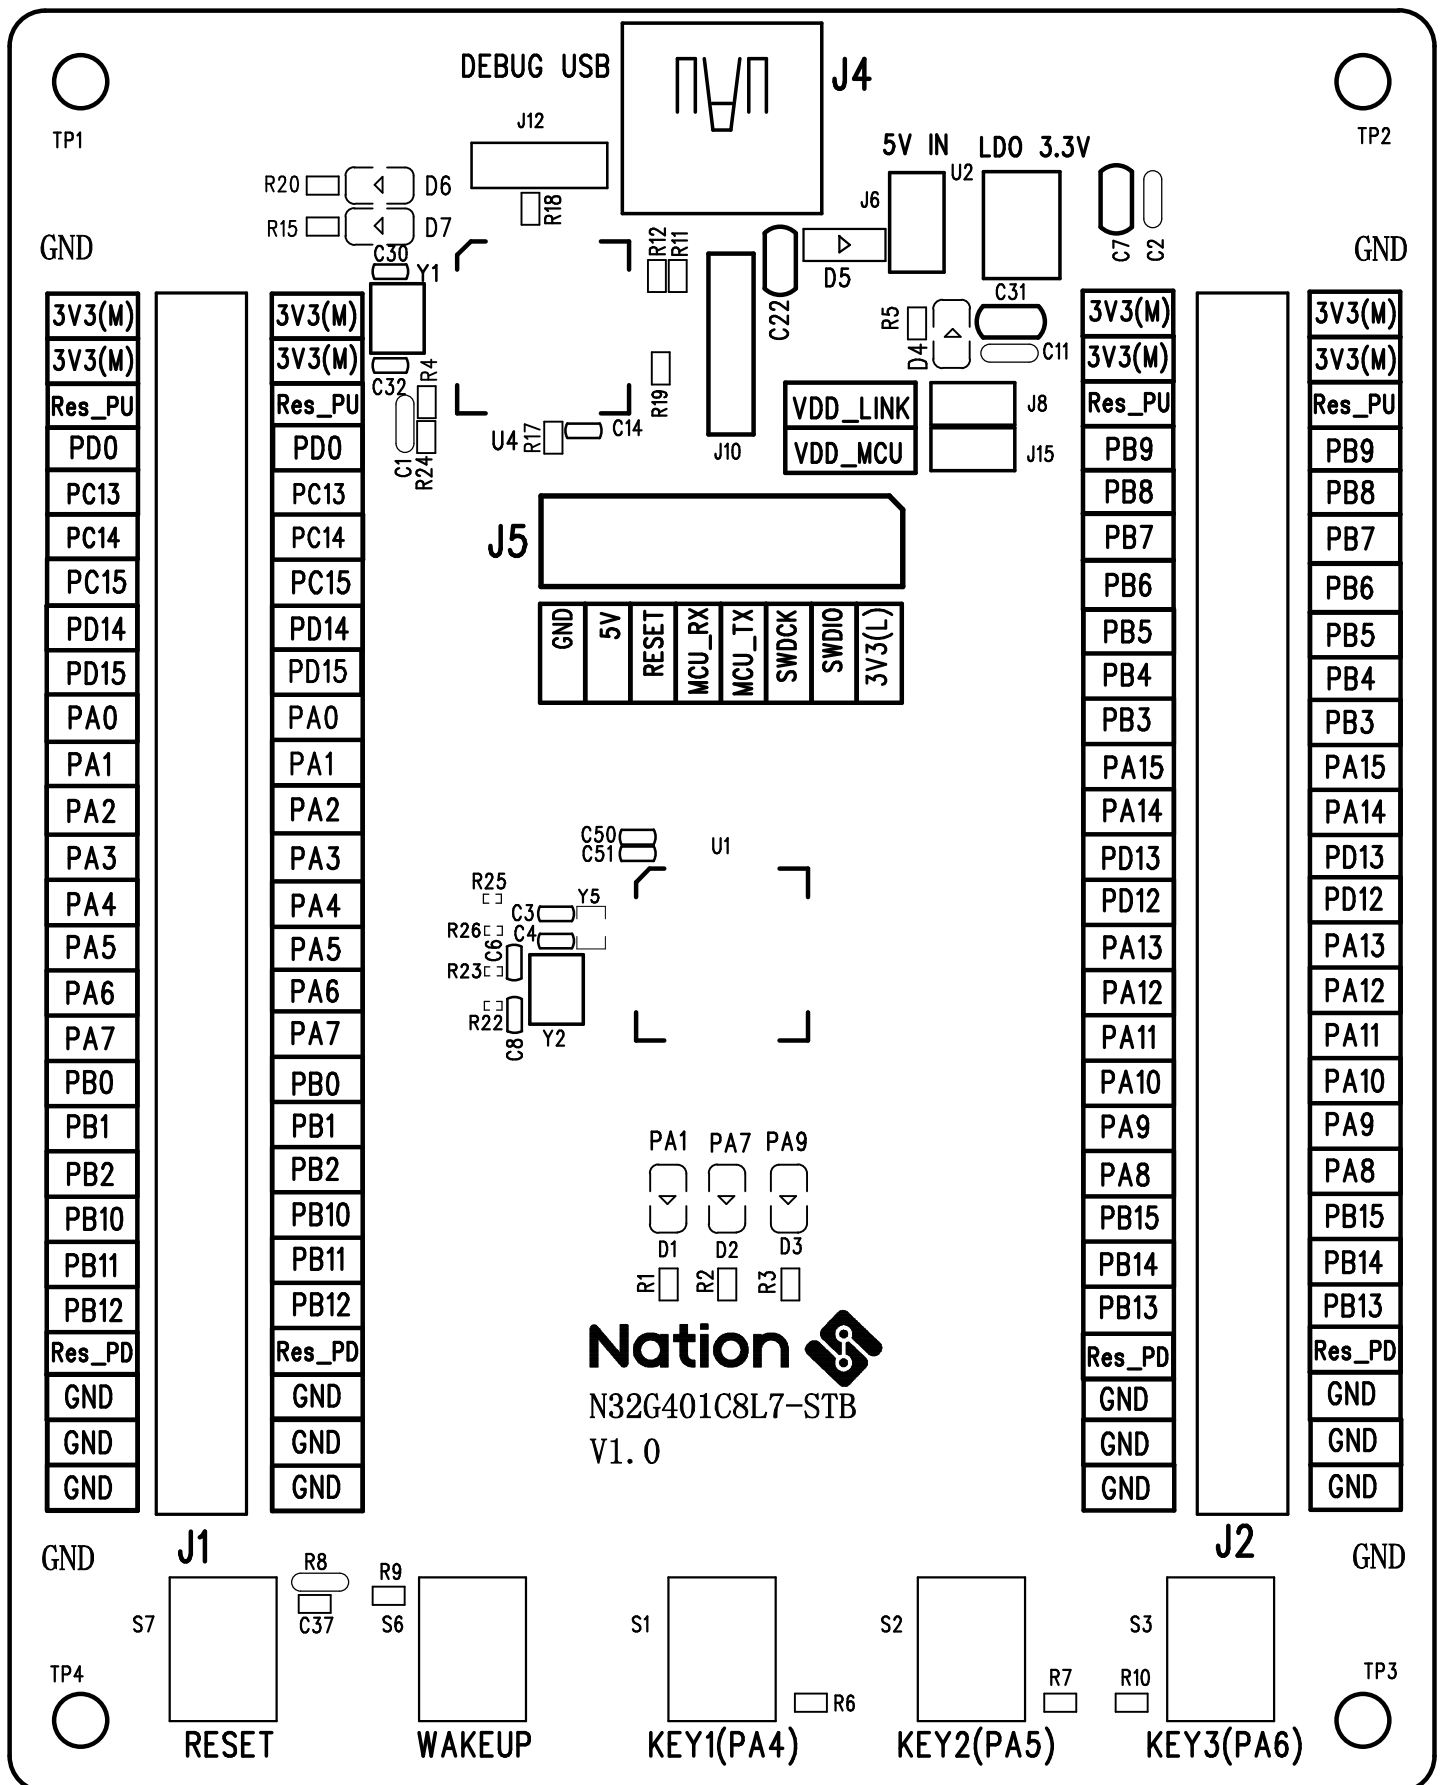 DEBUG USB
J4
TP1
TP2
J12
5V IN
LDO 3.3V
U2
R20
D6
R18
J6
R15
D7
C7
C2
GND
GND
C30
Y1
R12
R11
D5
C22
C31
R5
D4
C11
C32
R4
R19
C1
R24
U4
R17
C14
J10
VDD_LINK
J8
VDD_MCU
J15
3V3(M)
3V3(M)
Res_PU
PD0
PC13
PC14
PC15
PD14
PD15
PA0
PA1
PA2
PA3
PA4
PA5
PA6
PA7
PB0
PB1
PB2
PB10
PB11
PB12
Res_PD
GND
GND
GND
3V3(M)
3V3(M)
Res_PU
PD0
PC13
PC14
PC15
PD14
PD15
PA0
PA1
PA2
PA3
PA4
PA5
PA6
PA7
PB0
PB1
PB2
PB10
PB11
PB12
Res_PD
GND
GND
GND
J5
GND
5V
RESET
MCU_RX
MCU_TX
SWDCK
SWDIO
3V3(L)
C50
C51
U1
R25
C3
Y5
R26
C6
C4
R23
R22
C8
Y2
PA1
PA7
PA9
D1
D2
D3
R1
R2
R3
Nation
N32G401C8L7-STB
V1.0
3V3(M)
3V3(M)
Res_PU
PB9
PB8
PB7
PB6
PB5
PB4
PB3
PA15
PA14
PD13
PD12
PA13
PA12
PA11
PA10
PA9
PA8
PB15
PB14
PB13
Res_PD
GND
GND
GND
3V3(M)
3V3(M)
Res_PU
PB9
PB8
PB7
PB6
PB5
PB4
PB3
PA15
PA14
PD13
PD12
PA13
PA12
PA11
PA10
PA9
PA8
PB15
PB14
PB13
Res_PD
GND
GND
GND
GND
J1
J2
GND
R8
R9
S7
C37
S6
S1
S2
S3
TP4
R6
R7
R10
TP3
RESET
WAKEUP
KEY1(PA4)
KEY2(PA5)
KEY3(PA6)